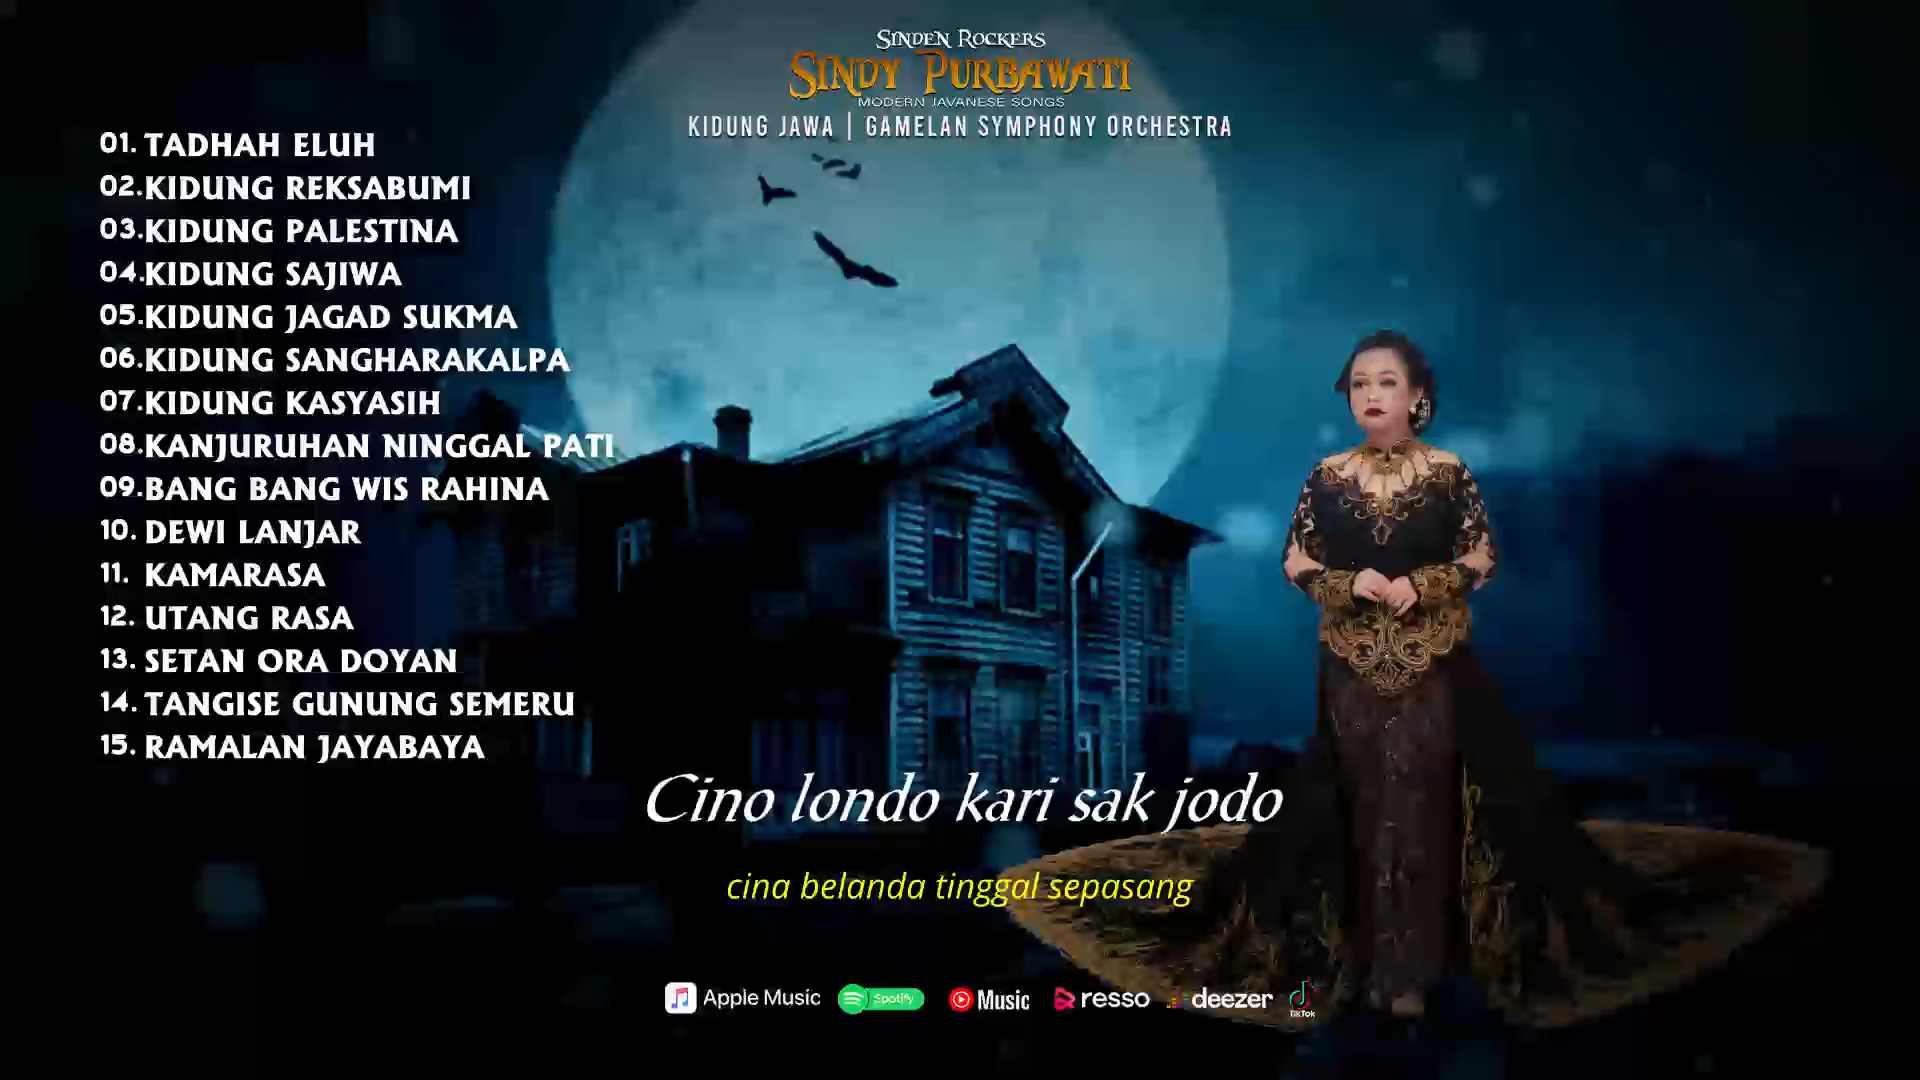 SINDEN ROCKERS
SINDY PURBAWATI
MODERN JAVANESE SONGS
KIDUNG JAWA | GAMELAN SYMPHONY ORCHESTRA
01. TADHAH ELUH
02. KIDUNG REKSABUMI
03. KIDUNG PALESTINA
04. KIDUNG SAJIWA
05. KIDUNG JAGAD SUKMA
06. KIDUNG SANGHARAKALPA
07. KIDUNG KASYASIH
08. KANJURUHAN NINGGAL PATI
09. BANG BANG WIS RAHINA
10. DEWI LANJAR
11. KAMARASA
12. UTANG RASA
13. SETAN ORA DOYAN
14. TANGISE GUNUNG SEMERU
15. RAMALAN JAYABAYA
Cino londo kari sak jodo
cina belanda tinggal sepasang
Apple Music Spotify Music resso deezer TikTok